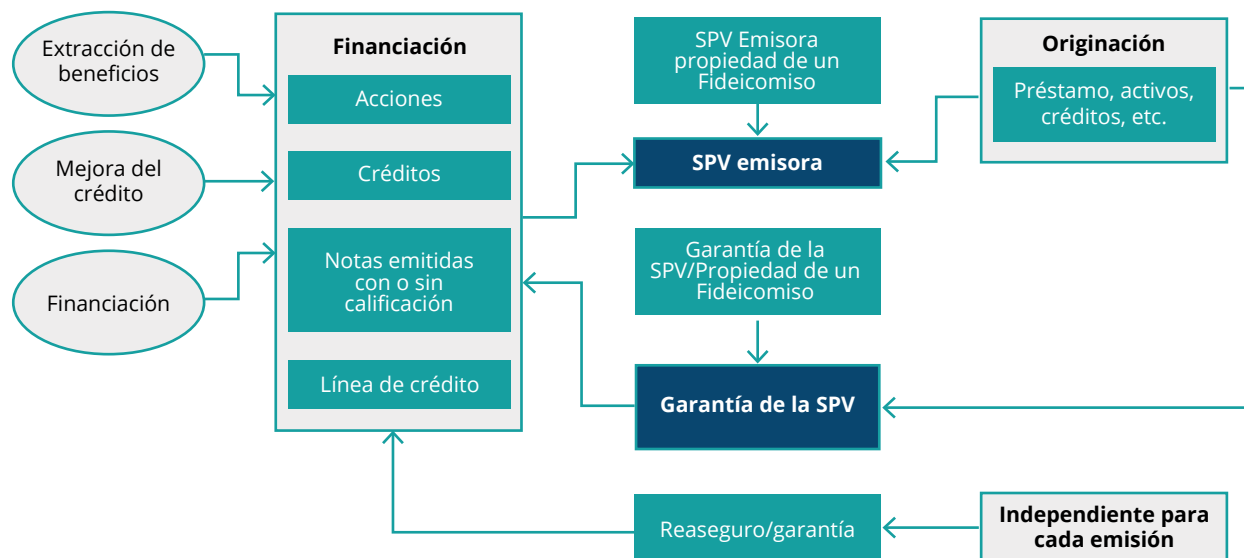 Extracción de
beneficios
Mejora del
crédito
Financiación
Financiación
Acciones
Créditos
Notas emitidas
con o sin
calificación
Línea de crédito
SPV Emisora
propiedad de un
Fideicomiso
SPV emisora
Garantía de la
SPV/Propiedad de un
Fideicomiso
Garantía de la SPV
Reaseguro/garantía
Originación
Préstamo, activos,
créditos, etc.
Independiente para
cada emisión